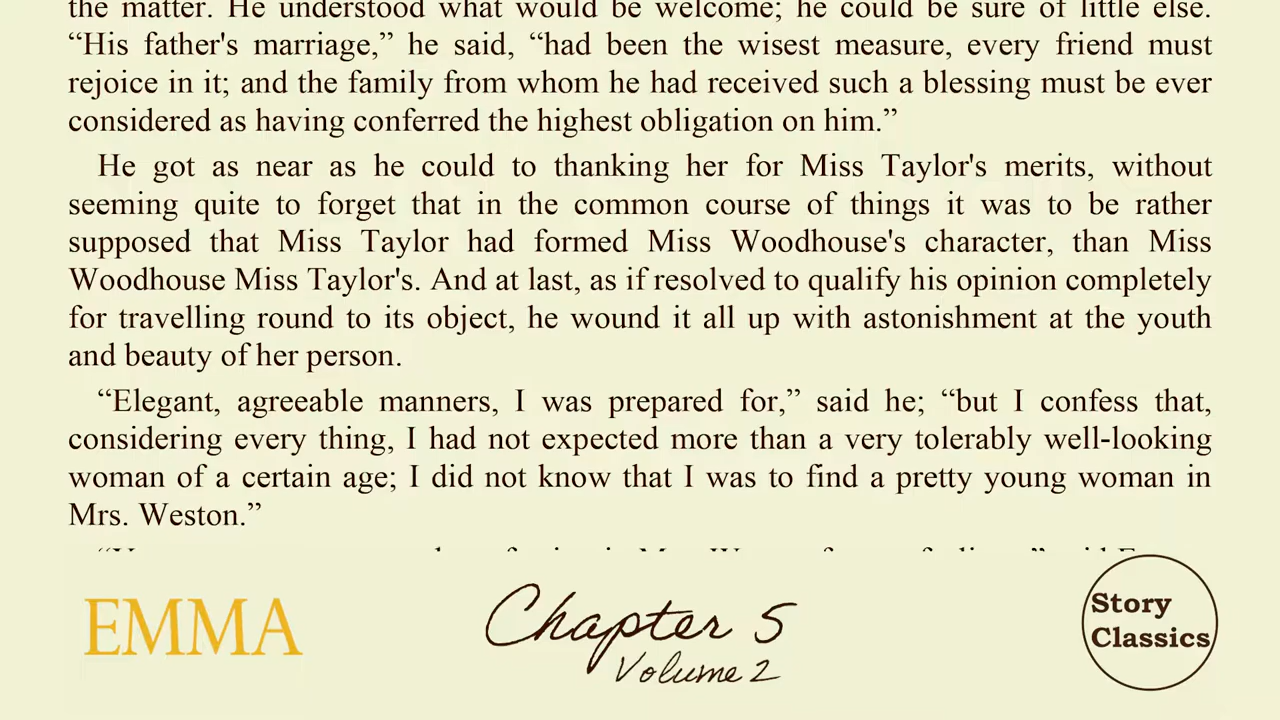 the matter. He understood what would be welcome; he could be sure of little else.
“His father's marriage,” he said, “had been the wisest measure, every friend must
rejoice in it; and the family from whom he had received such a blessing must be ever
considered as having conferred the highest obligation on him.”
He got as near as he could to thanking her for Miss Taylor's merits, without
seeming quite to forget that in the common course of things it was to be rather
supposed that Miss Taylor had formed Miss Woodhouse's character, than Miss
Woodhouse Miss Taylor's. And at last, as if resolved to qualify his opinion completely
for travelling round to its object, he wound it all up with astonishment at the youth
and beauty of her person.
“Elegant, agreeable manners, I was prepared for,” said he; “but I confess that,
considering every thing, I had not expected more than a very tolerably well-looking
woman of a certain age; I did not know that I was to find a pretty young woman in
Mrs. Weston.”
EMMA
Chapter 5
Volume 2
Story
Classics